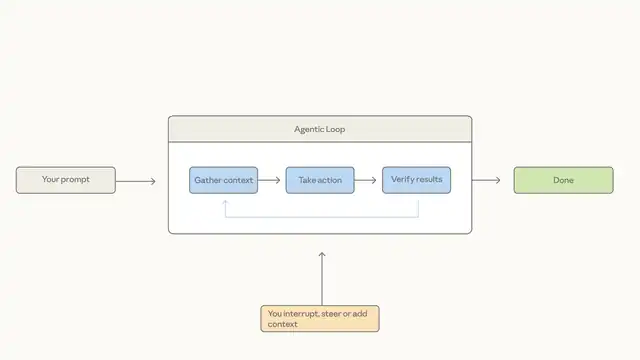 Agentic Loop
Your prompt
Gather context
Take action
Verify results
Done
You interrupt, steer or add
context